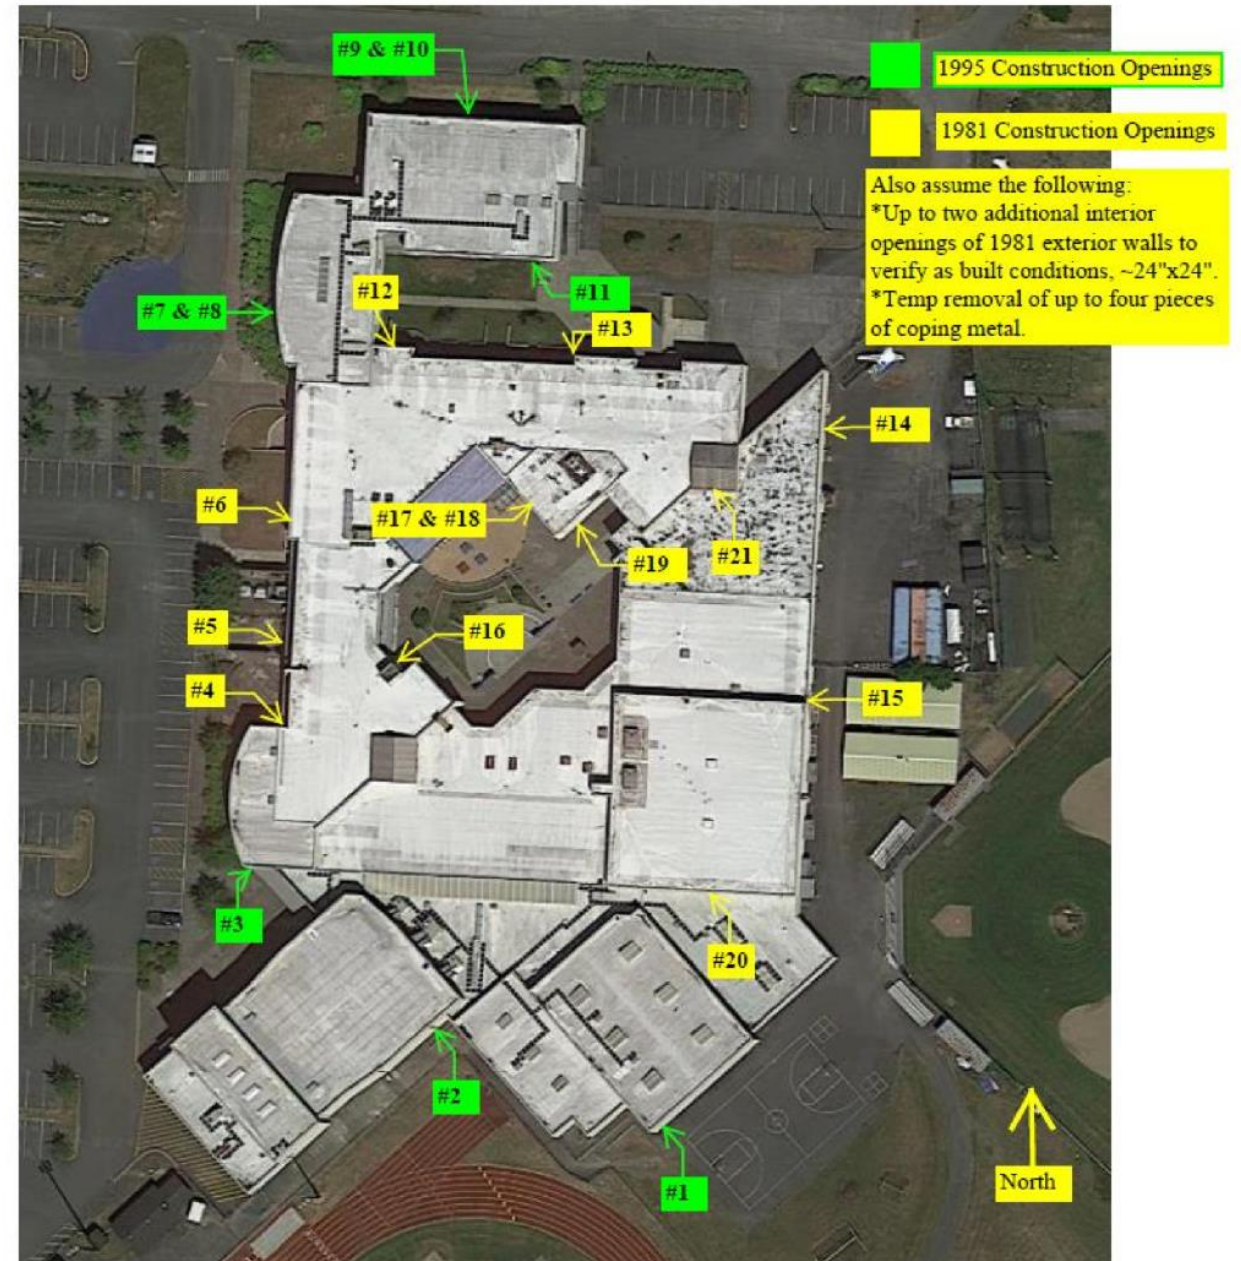 #9 & #10
1995 Construction Openings
1981 Construction Openings
Also assume the following:
*Up to two additional interior
openings of 1981 exterior walls to
verify as built conditions, ~24"x24".
*Temp removal of up to four pieces
of coping metal.
#12
#11
#7 & #8
#13
#14
#6
#17 & #18
#19
#21
#5
#16
#4
#15
#3
#20
#2
#1
North